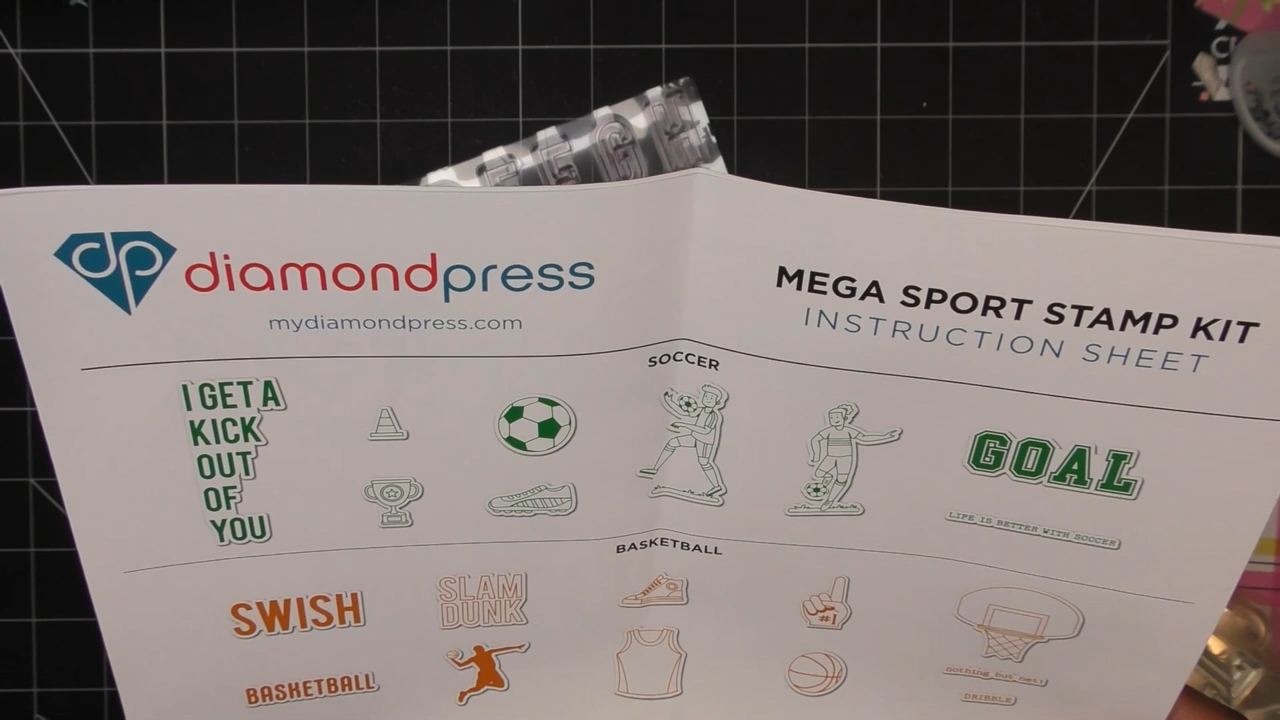 dp diamondpress
mydiamondpress.com
MEGA SPORT STAMP KIT
INSTRUCTION SHEET
SOCCER
I GET A
KICK
OUT
OF
YOU
GOAL
LIFE IS BETTER WITH SOCCER
BASKETBALL
SWISH
SLAM
DUNK
#1
BASKETBALL
nothing but net!
DRIBBLE